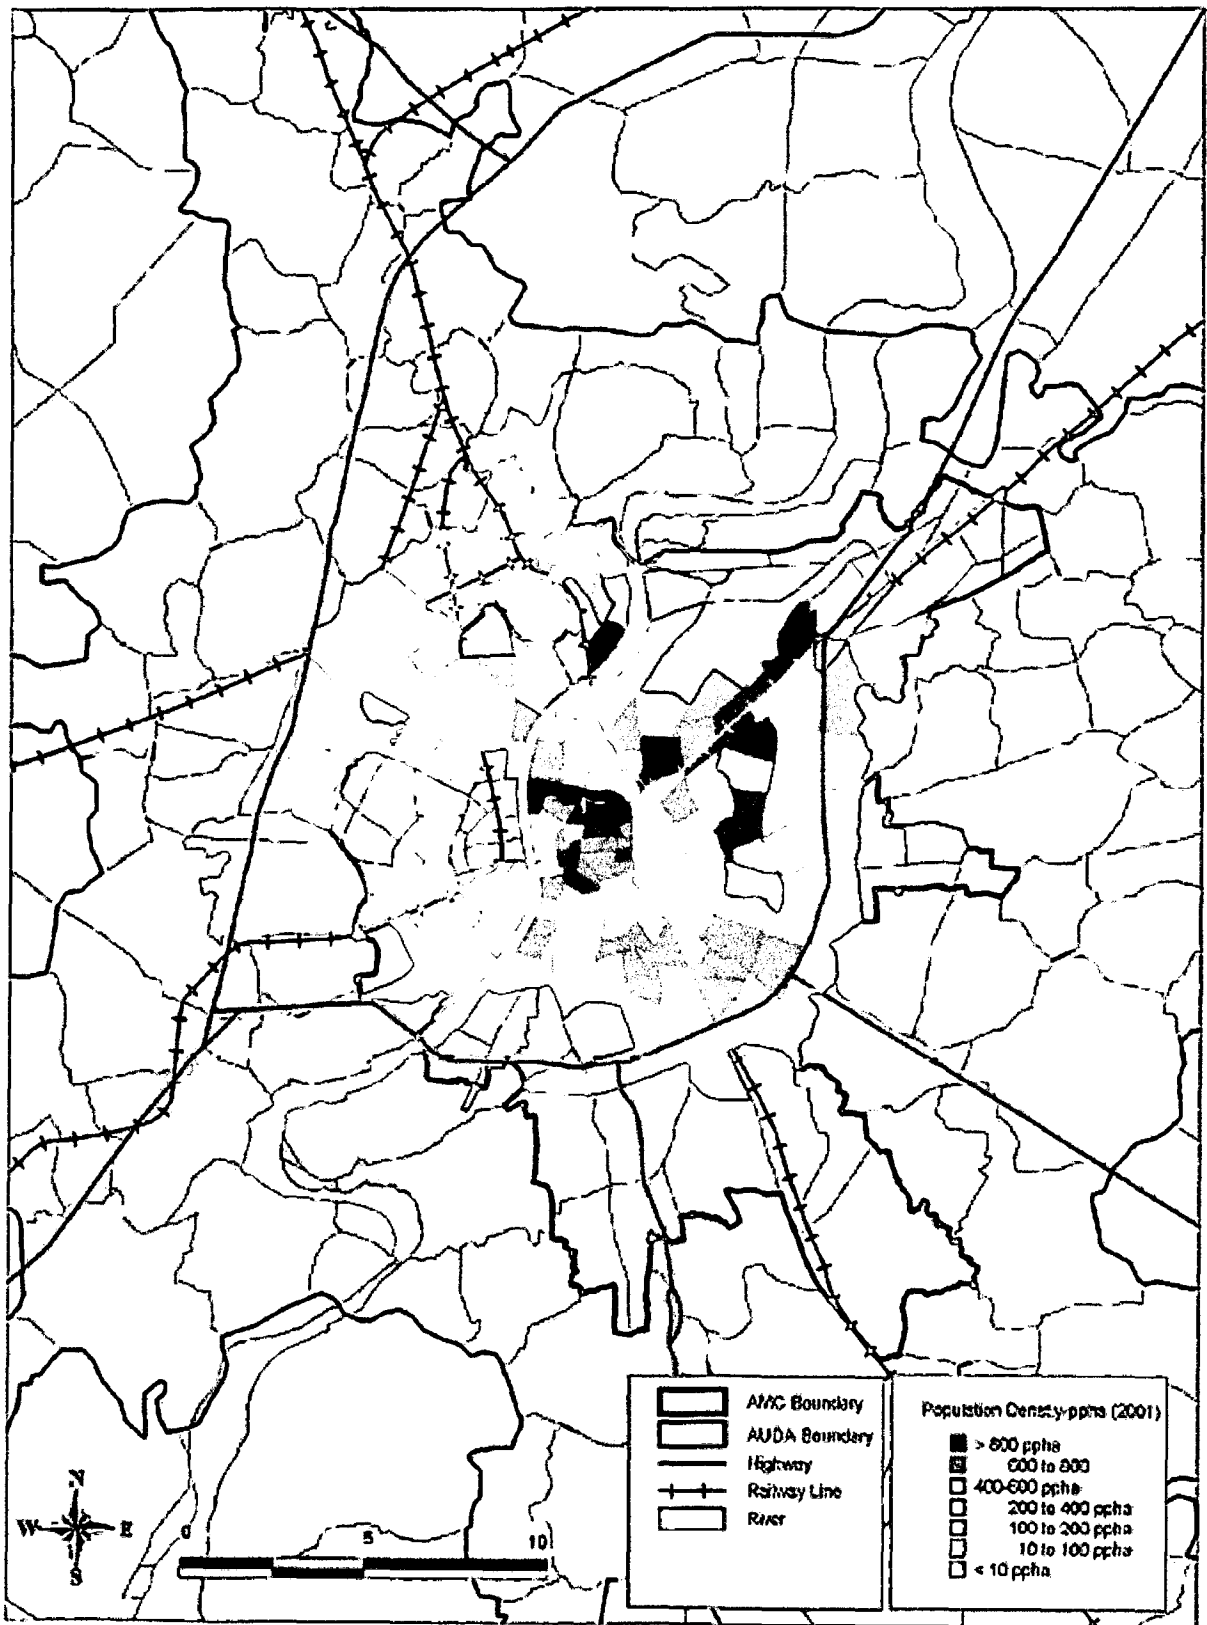 AMC Boundary
AUDA Boundary
Highway
Railway Line
River
Population Density-ppha (2001)
> 800 ppha
600 to 800
400-600 ppha
200 to 400 ppha
100 to 200 ppha
10 to 100 ppha
< 10 ppha
N
W E
S
0 5 10